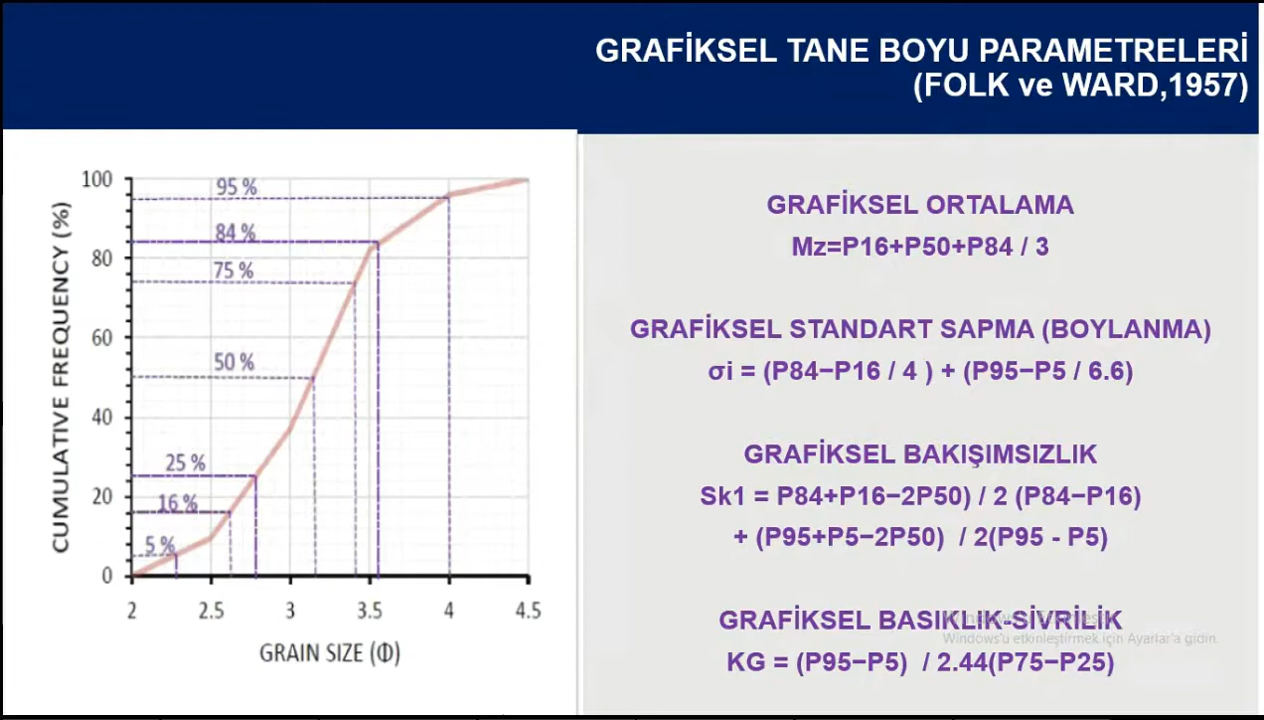 GRAFİKSEL TANE BOYU PARAMETRELERİ
(FOLK ve WARD,1957)
CUMULATIVE FREQUENCY (%)
100
80
60
40
20
0
95 %
84 %
75 %
50 %
25 %
16 %
5 %
2 2.5 3 3.5 4 4.5
GRAIN SIZE (Φ)
GRAFİKSEL ORTALAMA
Mz=P16+P50+P84 / 3
GRAFİKSEL STANDART SAPMA (BOYLANMA)
σi = (P84−P16 / 4 ) + (P95−P5 / 6.6)
GRAFİKSEL BAKIŞIMSIZLIK
Sk1 = P84+P16−2P50) / 2 (P84−P16)
+ (P95+P5−2P50) / 2(P95 - P5)
GRAFİKSEL BASIKLIK-SİVRİLİK
Windows'u etkinleştirmek için Ayarlar'a gidin.
KG = (P95−P5) / 2.44(P75−P25)